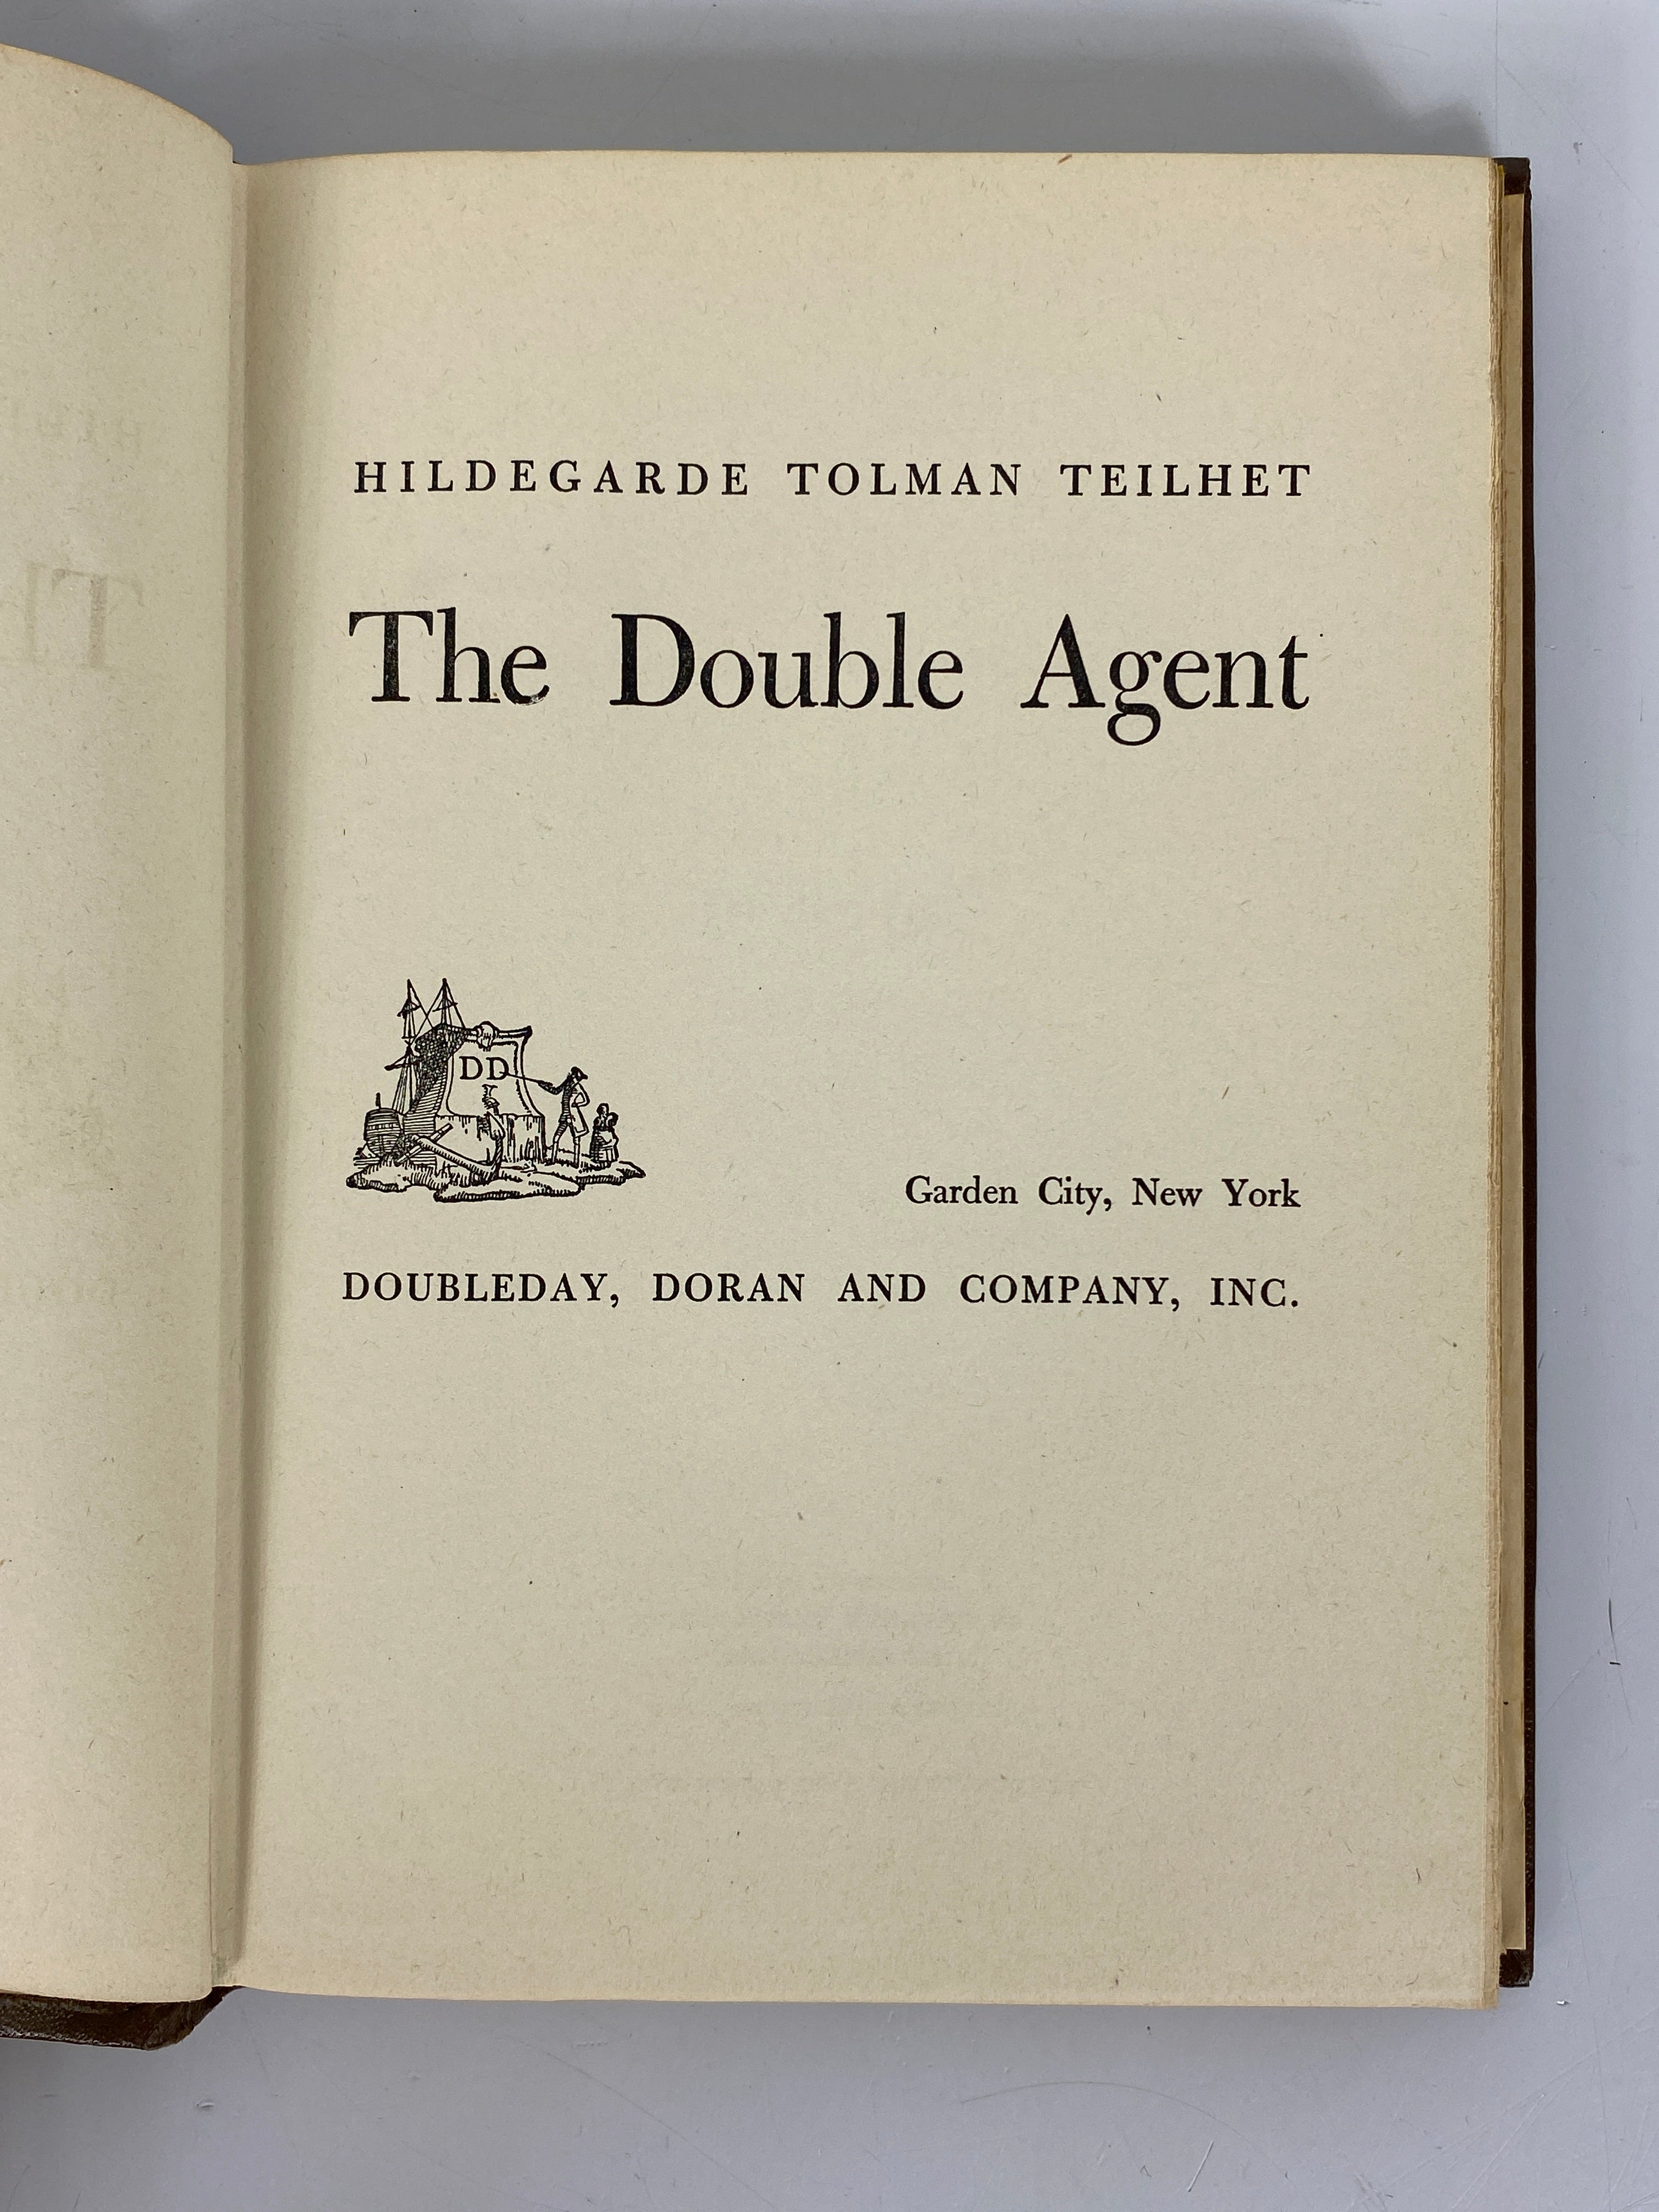 HILDEGARDE TOLMAN TEILHET
The Double Agent
DD
Garden City, New York
DOUBLEDAY, DORAN AND COMPANY, INC.